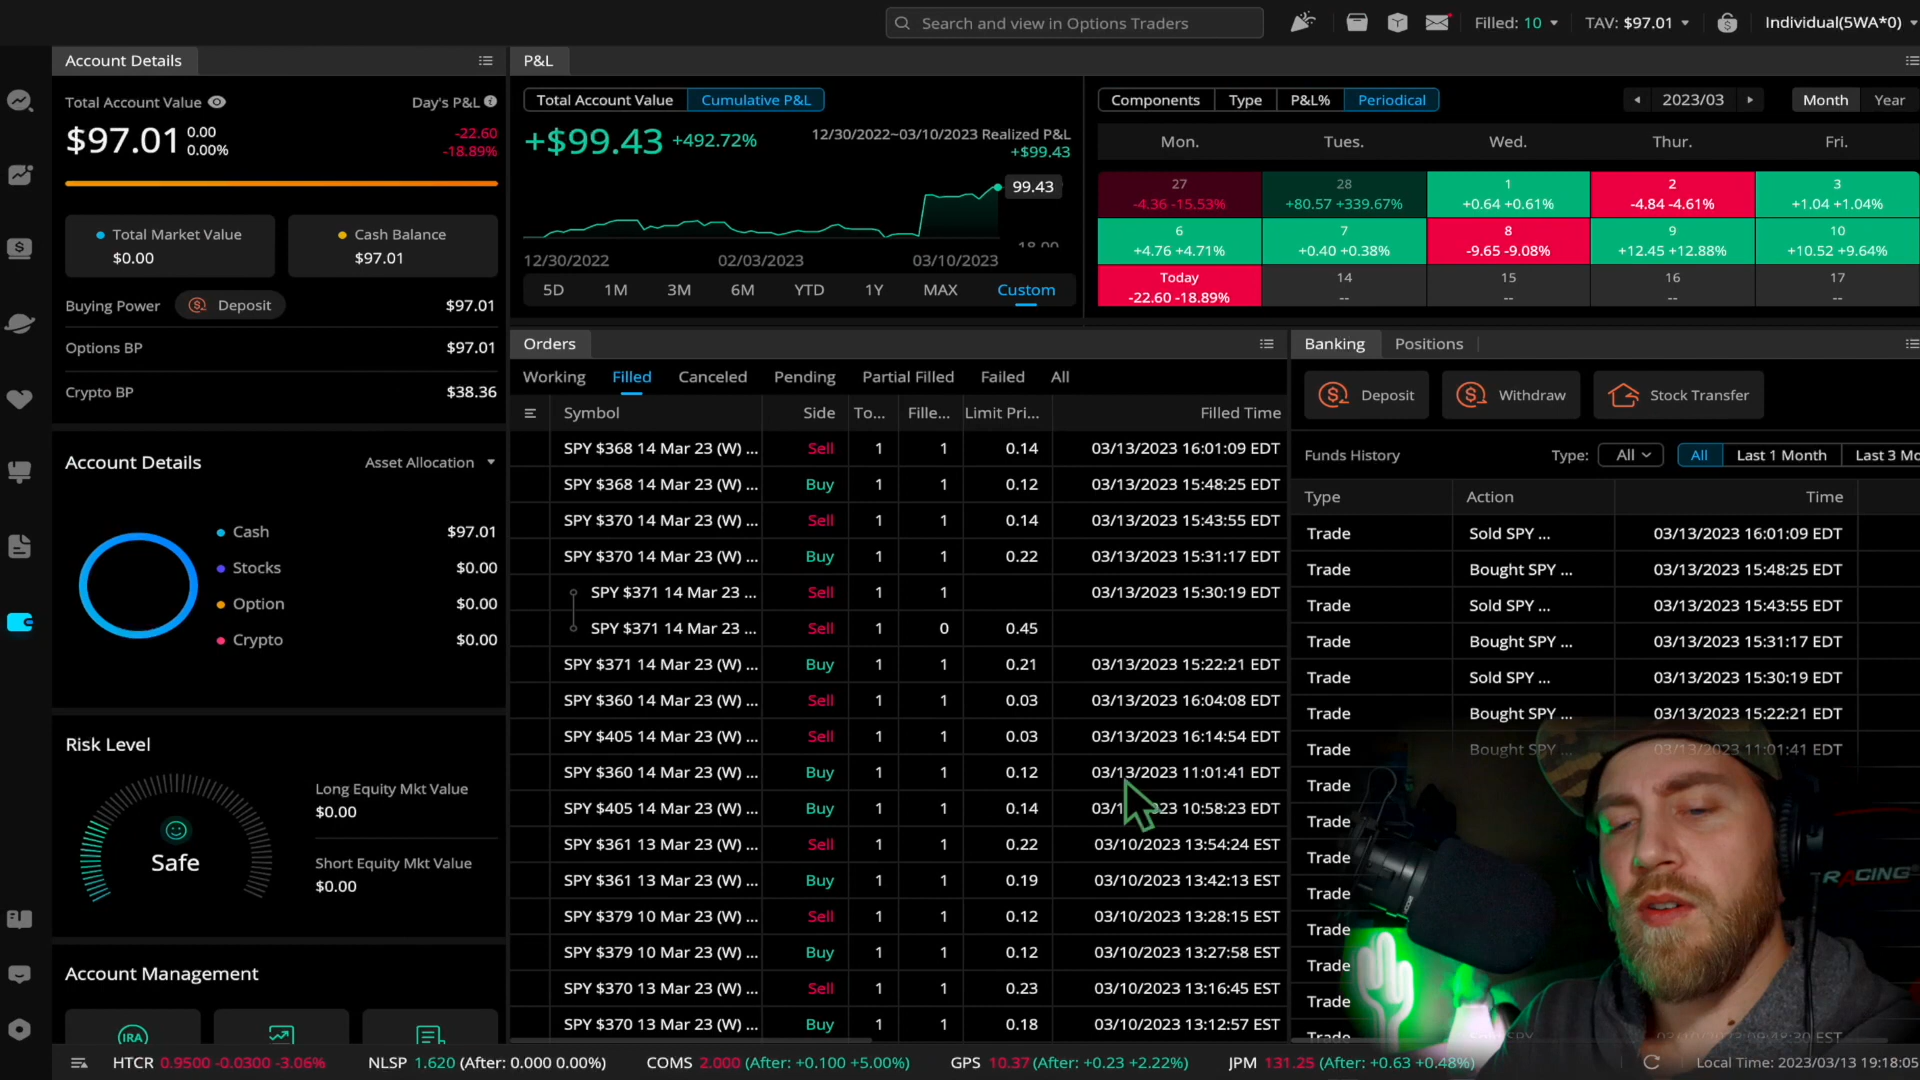 Search and view in Options Traders
Filled: 10
TAV: $97.01
Individual(5WA*0)
Account Details
Total Account Value
Day's P&L
$97.01
0.00
0.00%
-22.60
-18.89%
Total Market Value
$0.00
Cash Balance
$97.01
Buying Power
Deposit
$97.01
Options BP
$97.01
Crypto BP
$38.36
Account Details
Asset Allocation
Cash
$97.01
Stocks
$0.00
Option
$0.00
Crypto
$0.00
Risk Level
Safe
Long Equity Mkt Value
$0.00
Short Equity Mkt Value
$0.00
Account Management
IRA
P&L
Total Account Value
Cumulative P&L
+$99.43 +492.72%
12/30/2022~03/10/2023 Realized P&L
+$99.43
99.43
18.00
12/30/2022 02/03/2023 03/10/2023
5D 1M 3M 6M YTD 1Y MAX Custom
Components Type P&L% Periodical
2023/03
Month Year
Mon. Tues. Wed. Thur. Fri.
27 28 1 2 3
-4.36 -15.53% +80.57 +339.67% +0.64 +0.61% -4.84 -4.61% +1.04 +1.04%
6 7 8 9 10
+4.76 +4.71% +0.40 +0.38% -9.65 -9.08% +12.45 +12.88% +10.52 +9.64%
Today 14 15 16 17
-22.60 -18.89% -- -- -- --
Orders
Working Filled Canceled Pending Partial Filled Failed All
Symbol Side To... Fille... Limit Pri... Filled Time
SPY $368 14 Mar 23 (W) ... Sell 1 1 0.14 03/13/2023 16:01:09 EDT
SPY $368 14 Mar 23 (W) ... Buy 1 1 0.12 03/13/2023 15:48:25 EDT
SPY $370 14 Mar 23 (W) ... Sell 1 1 0.14 03/13/2023 15:43:55 EDT
SPY $370 14 Mar 23 (W) ... Buy 1 1 0.22 03/13/2023 15:31:17 EDT
SPY $371 14 Mar 23 ... Sell 1 1 03/13/2023 15:30:19 EDT
SPY $371 14 Mar 23 ... Sell 1 0 0.45
SPY $371 14 Mar 23 (W) ... Buy 1 1 0.21 03/13/2023 15:22:21 EDT
SPY $360 14 Mar 23 (W) ... Sell 1 1 0.03 03/13/2023 16:04:08 EDT
SPY $405 14 Mar 23 (W) ... Sell 1 1 0.03 03/13/2023 16:14:54 EDT
SPY $360 14 Mar 23 (W) ... Buy 1 1 0.12 03/13/2023 11:01:41 EDT
SPY $405 14 Mar 23 (W) ... Buy 1 1 0.14 03/1 2023 10:58:23 EDT
SPY $361 13 Mar 23 (W) ... Sell 1 1 0.22 03/10/2023 13:54:24 EST
SPY $361 13 Mar 23 (W) ... Buy 1 1 0.19 03/10/2023 13:42:13 EST
SPY $379 10 Mar 23 (W) ... Sell 1 1 0.12 03/10/2023 13:28:15 EST
SPY $379 10 Mar 23 (W) ... Buy 1 1 0.12 03/10/2023 13:27:58 EST
SPY $370 13 Mar 23 (W) ... Sell 1 1 0.23 03/10/2023 13:16:45 EST
SPY $370 13 Mar 23 (W) ... Buy 1 1 0.18 03/10/2023 13:12:57 EST
Banking Positions
Deposit Withdraw Stock Transfer
Funds History Type: All All Last 1 Month Last 3 Mo
Type Action Time
Trade Sold SPY ... 03/13/2023 16:01:09 EDT
Trade Bought SPY ... 03/13/2023 15:48:25 EDT
Trade Sold SPY ... 03/13/2023 15:43:55 EDT
Trade Bought SPY ... 03/13/2023 15:31:17 EDT
Trade Sold SPY ... 03/13/2023 15:30:19 EDT
Trade Bought SPY ... 03/13/2023 15:22:21 EDT
Trade Bought SPY ... 03/13/2023 11:01:41 EDT
Trade
Trade
Trade
Trade
Trade
Trade
Trade
RACING
HTCR 0.9500 -0.0300 -3.06%
NLSP 1.620 (After: 0.000 0.00%)
COMS 2.000 (After: +0.100 +5.00%)
GPS 10.37 (After: +0.23 +2.22%)
JPM 131.25 (After: +0.63 +0.48%)
Local Time: 2023/03/13 19:18:05